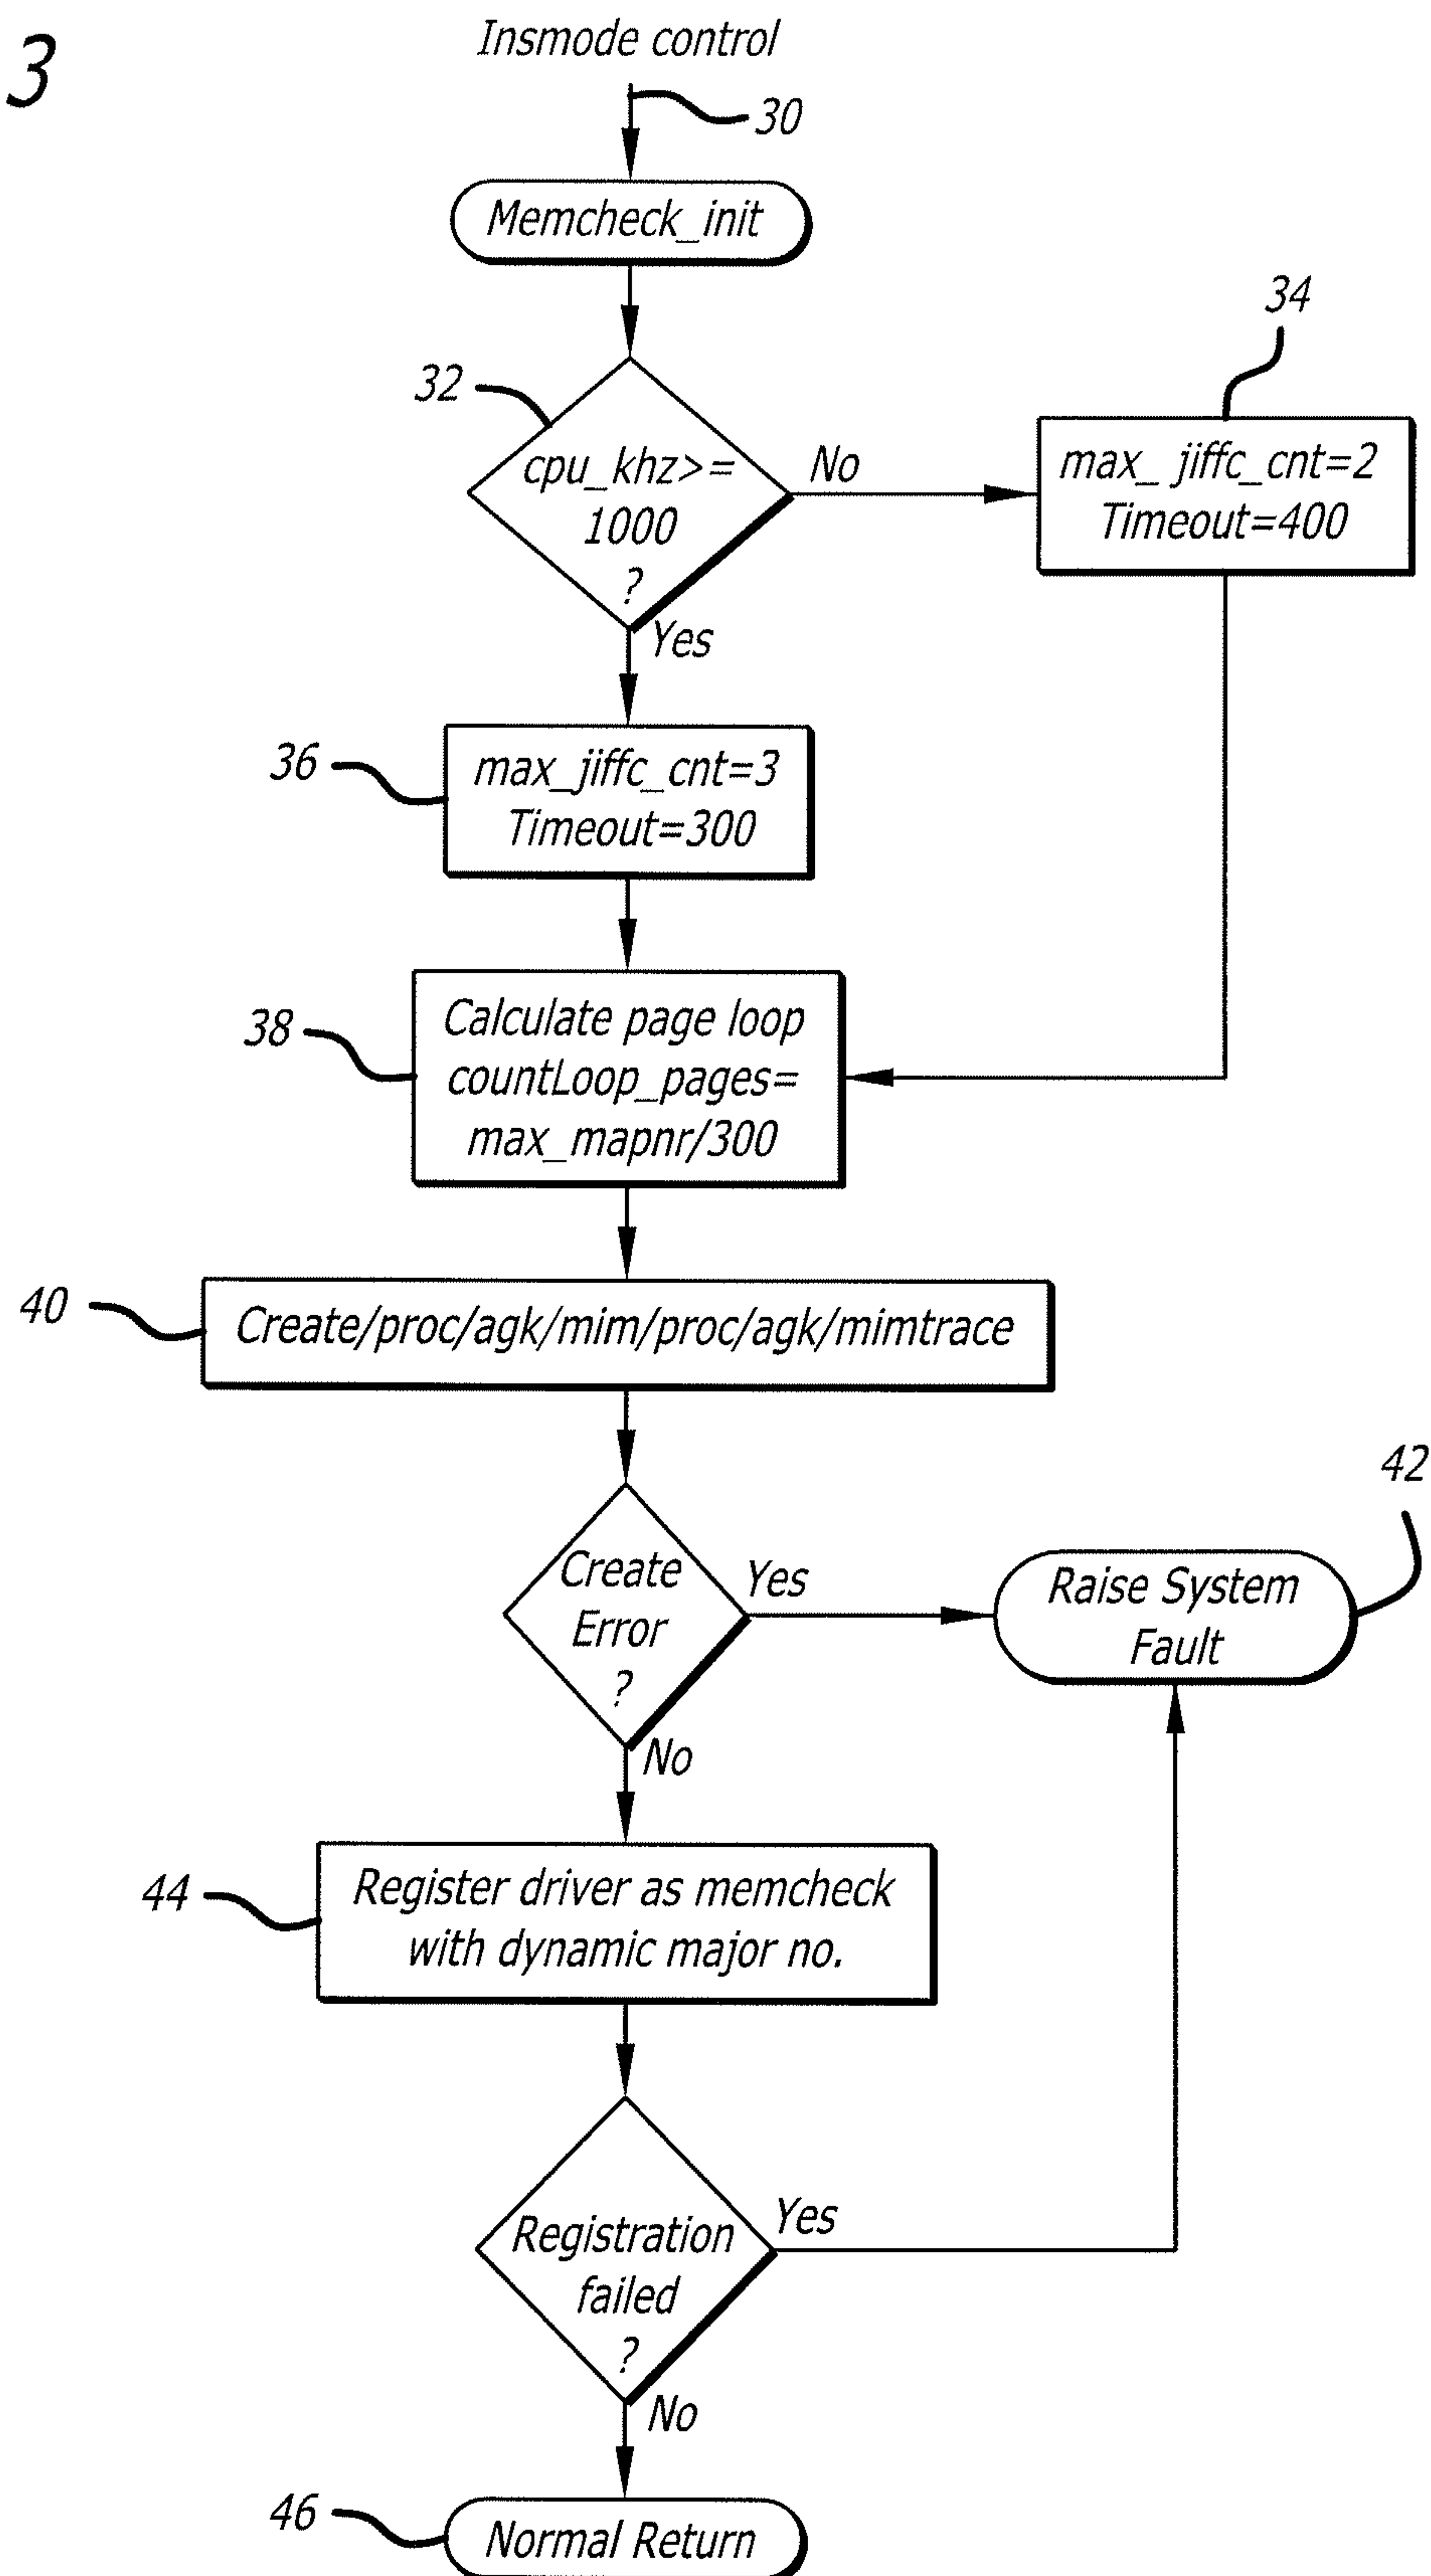 3
Insmode control
30
Memcheck_init
34
32
cpu_khz>=
1000
?
No
max_ jiffc_cnt=2
Timeout=400
Yes
36
max_jiffc_cnt=3
Timeout=300
38
Calculate page loop
countLoop_pages=
max_mapnr/300
40
Create/proc/agk/mim/proc/agk/mimtrace
42
Create
Error
?
Yes
Raise System
Fault
No
44
Register driver as memcheck
with dynamic major no.
Registration
failed
?
Yes
No
46
Normal Return